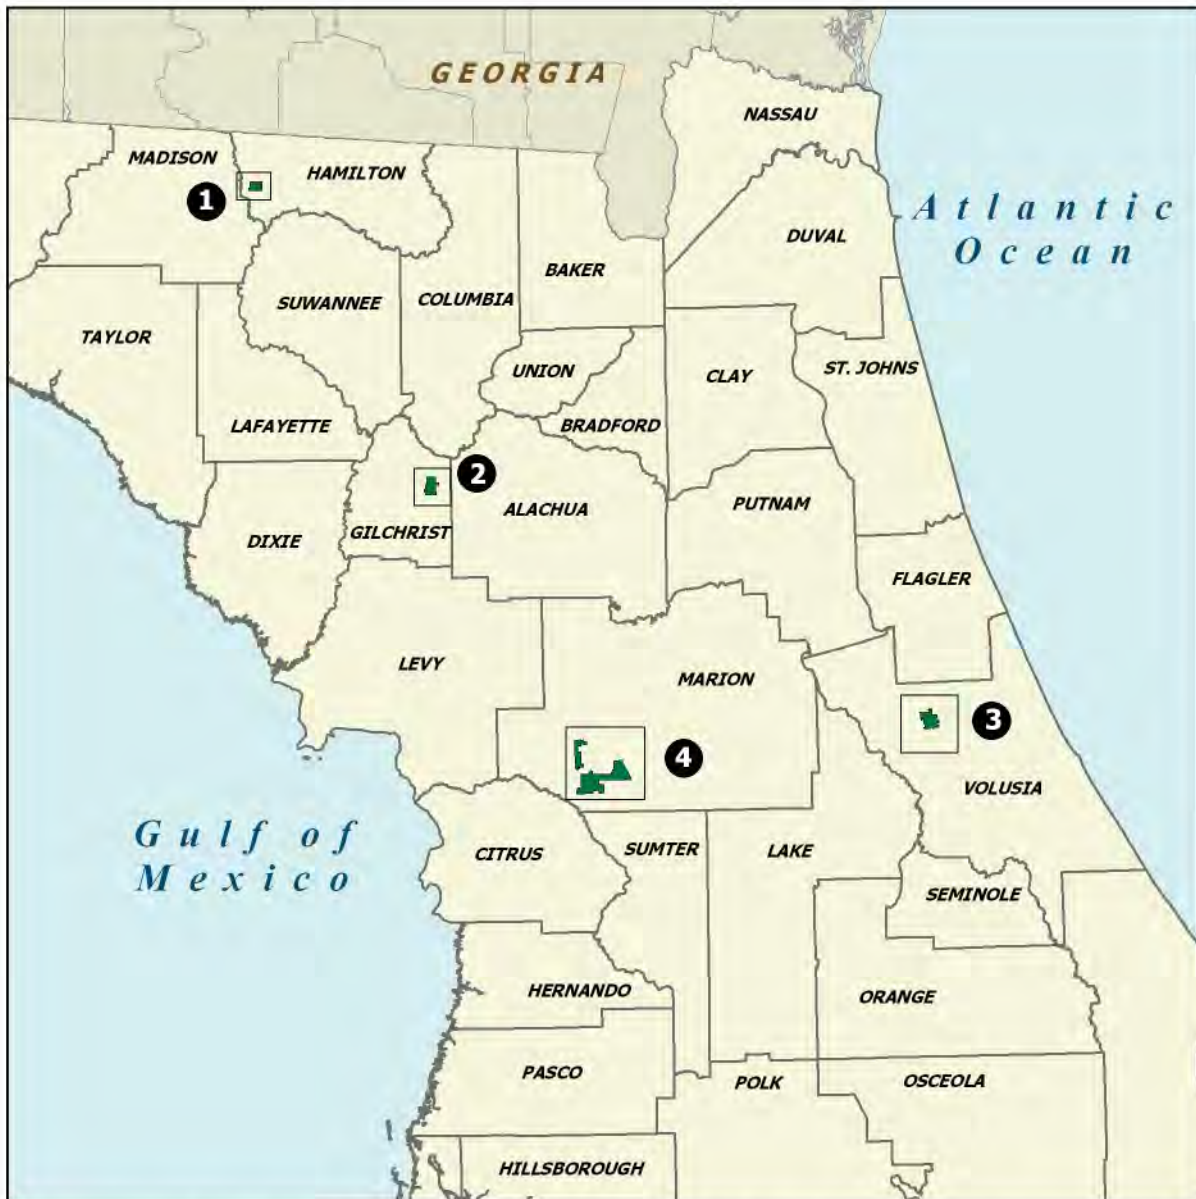 GEORGIA
NASSAU
MADISON
HAMILTON
1
Atlantic
Ocean
DUVAL
BAKER
SUWANNEE
COLUMBIA
TAYLOR
UNION
CLAY
ST. JOHNS
LAFAYETTE
BRADFORD
2
ALACHUA
PUTNAM
GILCHRIST
DIXIE
FLAGLER
LEVY
MARION
3
4
VOLUSIA
Gulf of
Mexico
CITRUS
SUMTER
LAKE
SEMINOLE
HERNANDO
ORANGE
PASCO
POLK
OSCEOLA
HILLSBOROUGH